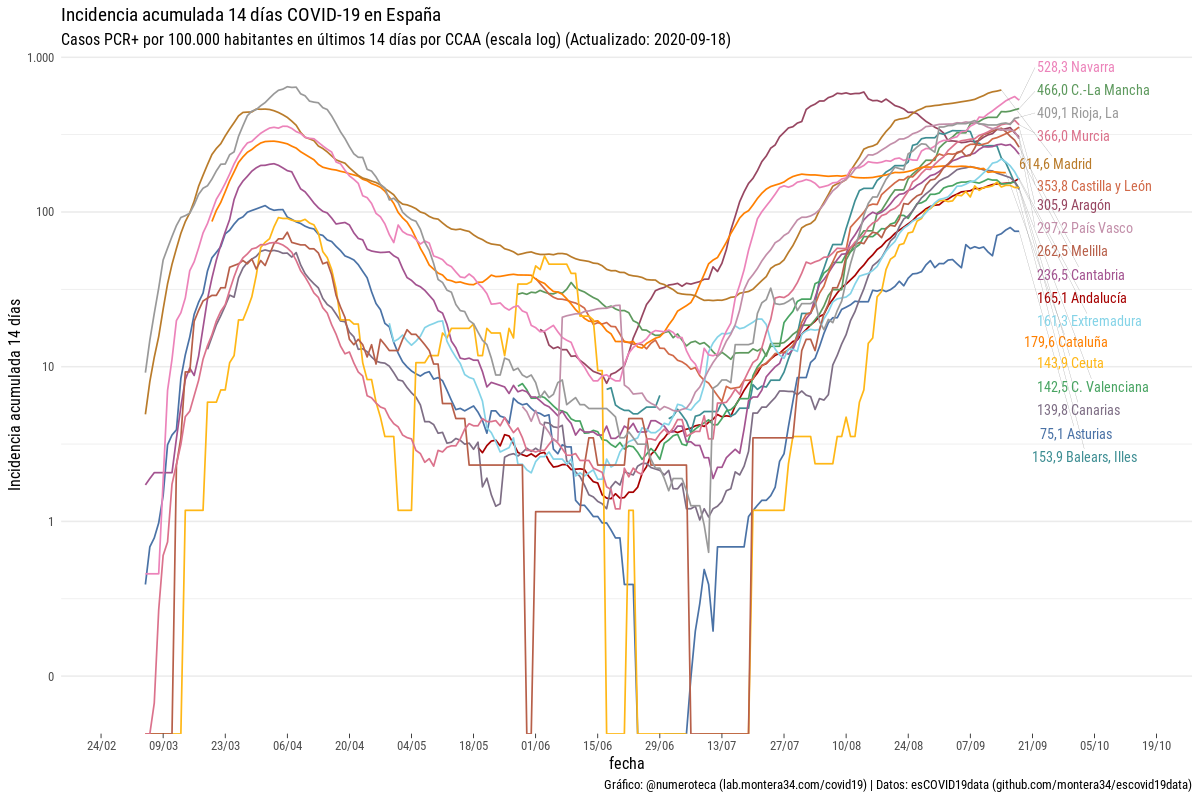 Incidencia acumulada 14 días COVID-19 en España
Casos PCR+ por 100.000 habitantes en últimos 14 días por CCAA (escala log) (Actualizado: 2020-09-18)
Incidencia acumulada 14 días
1.000
100
10
1
0
528,3 Navarra
466,0 C.-La Mancha
409,1 Rioja, La
366,0 Murcia
614,6 Madrid
353,8 Castilla y León
305,9 Aragón
297,2 País Vasco
262,5 Melilla
236,5 Cantabria
165,1 Andalucía
161,3 Extremadura
179,6 Cataluña
143,9 Ceuta
142,5 C. Valenciana
139,8 Canarias
75,1 Asturias
153,9 Balears, Illes
24/02 09/03 23/03 06/04 20/04 04/05 18/05 01/06 15/06 29/06 13/07 27/07 10/08 24/08 07/09 21/09 05/10 19/10
fecha
Gráfico: @numeroteca (lab.montera34.com/covid19) | Datos: esCOVID19data (github.com/montera34/escovid19data)